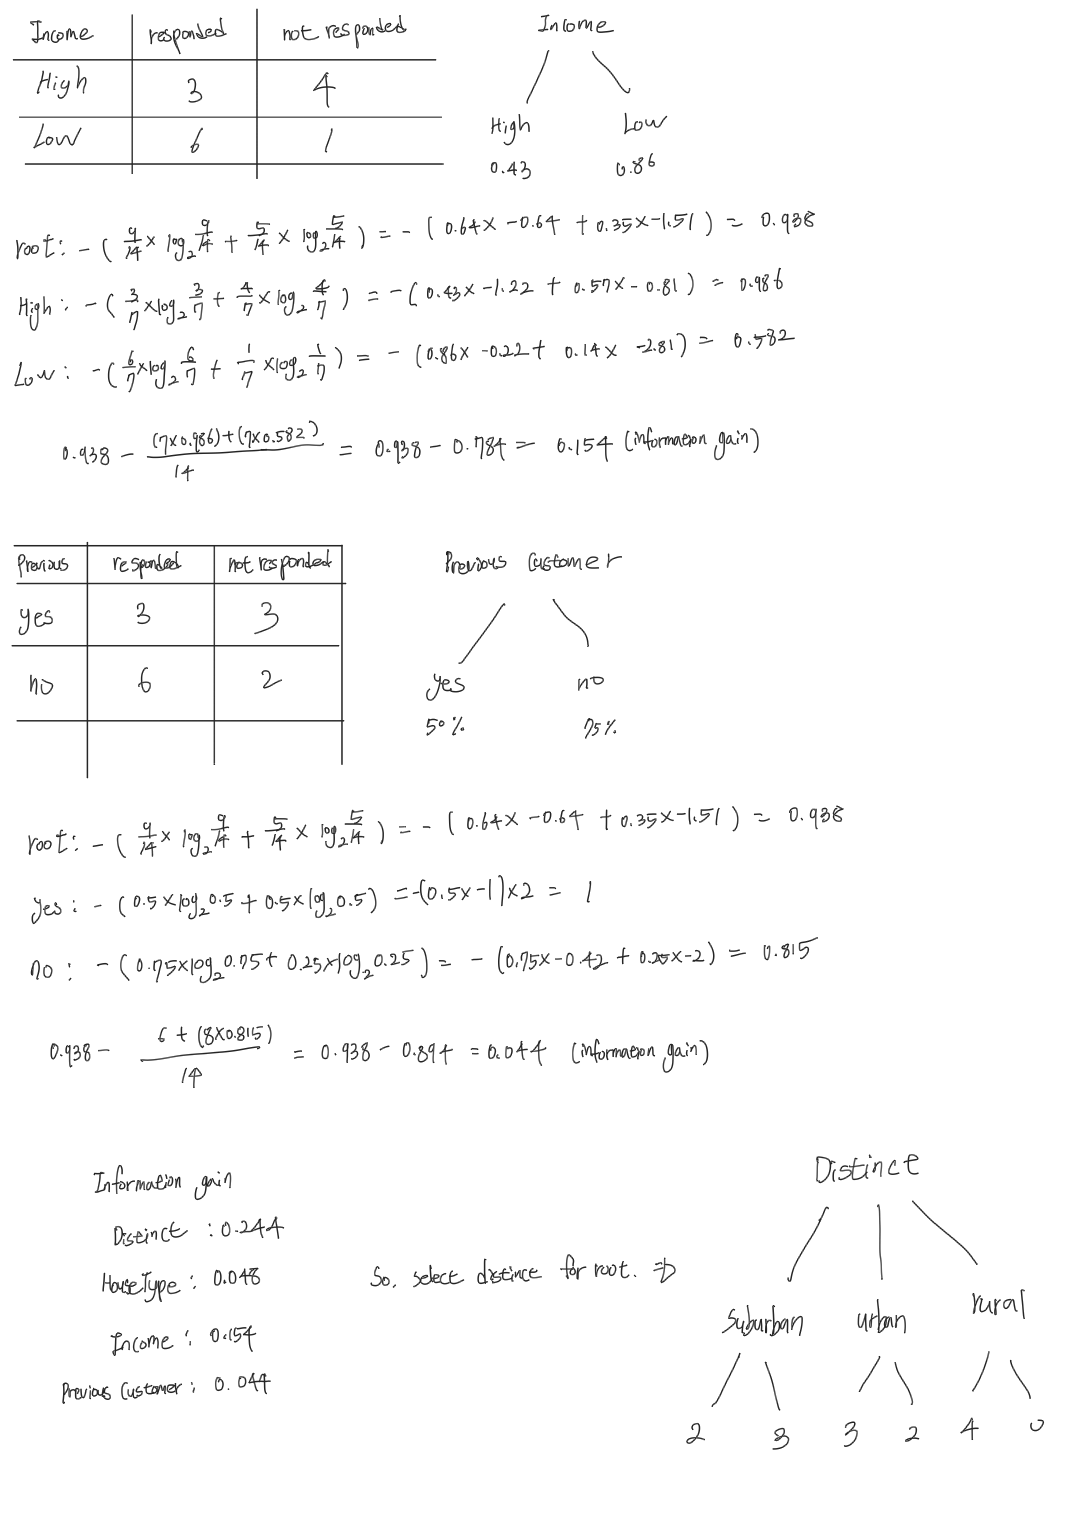 Income responded not responded
High 3 4
Low 6 1
Income
High Low
0.43 0.86
root: - ( 9/14 × log₂ 9/14 + 5/14 × log₂ 5/14 ) = - ( 0.64 × -0.64 + 0.35 × -1.51 ) = 0.938
High : - ( 3/7 × log₂ 3/7 + 4/7 × log₂ 4/7 ) = - ( 0.43 × -1.22 + 0.57 × -0.81 ) = 0.986
Low : - ( 6/7 × log₂ 6/7 + 1/7 × log₂ 1/7 ) = - (0.86 × -0.22 + 0.14 × -2.81) = 0.582
0.938 - (7×0.986)+(7×0.582) / 14 = 0.938 - 0.784 = 0.154 (information gain)
Previous responded not responded
yes 3 3
no 6 2
Previous Customer
yes no
50% 75%
root: - ( 9/14 × log₂ 9/14 + 5/14 × log₂ 5/14 ) = - ( 0.64 × -0.64 + 0.35 × -1.51 ) = 0.938
yes : - ( 0.5 × log₂ 0.5 + 0.5 × log₂ 0.5 ) = -(0.5 × -1) × 2 = 1
no : - ( 0.75 × log₂ 0.75 + 0.25 × log₂ 0.25 ) = - (0.75 × -0.42 + 0.25 × -2) = 0.815
0.938 - 6 + (8×0.815) / 14 = 0.938 - 0.894 = 0.044 (information gain)
Information gain
Distinct : 0.244
HouseType : 0.048
Income : 0.154
Previous Customer : 0.044
So, select distinct for root. ⇒
Distinct
Suburban urban rural
2 3 3 2 4 0